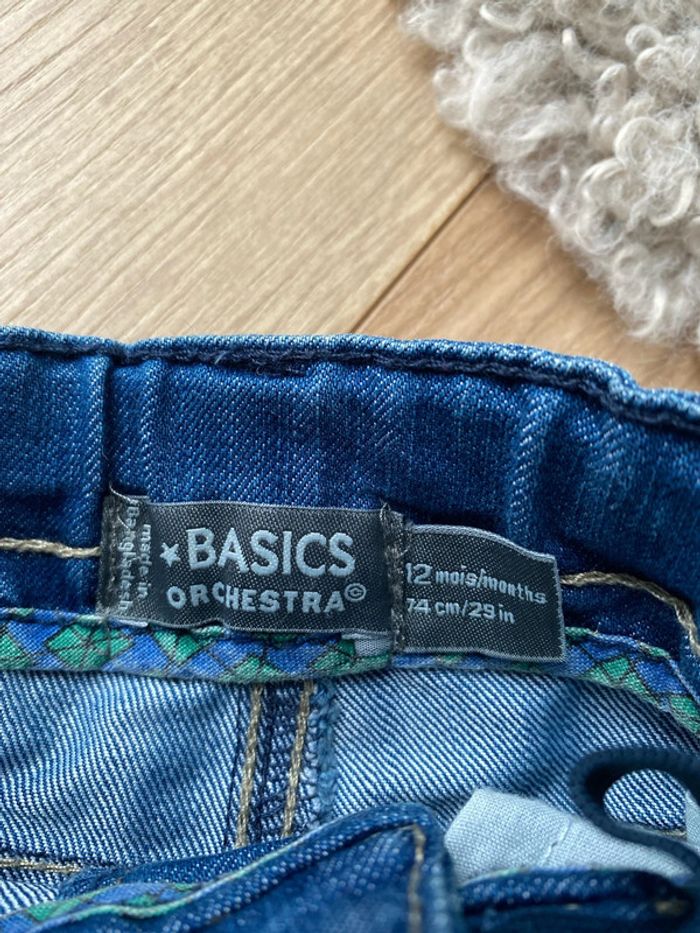 made in
Bangladesh
BASICS
ORCHESTRA©
12 mois/months
74 cm/29 in